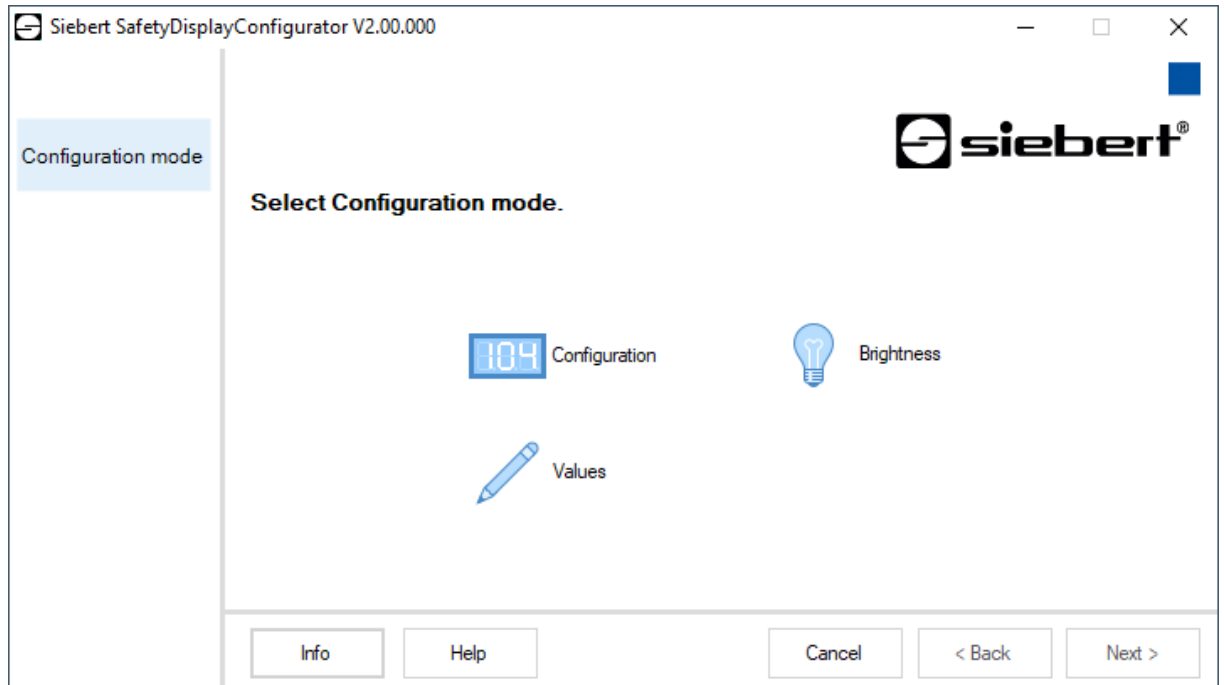 Siebert SafetyDisplayConfigurator V2.00.000
siebert®
Configuration mode
Select Configuration mode.
104 Configuration
Brightness
Values
Info
Help
Cancel
< Back
Next >